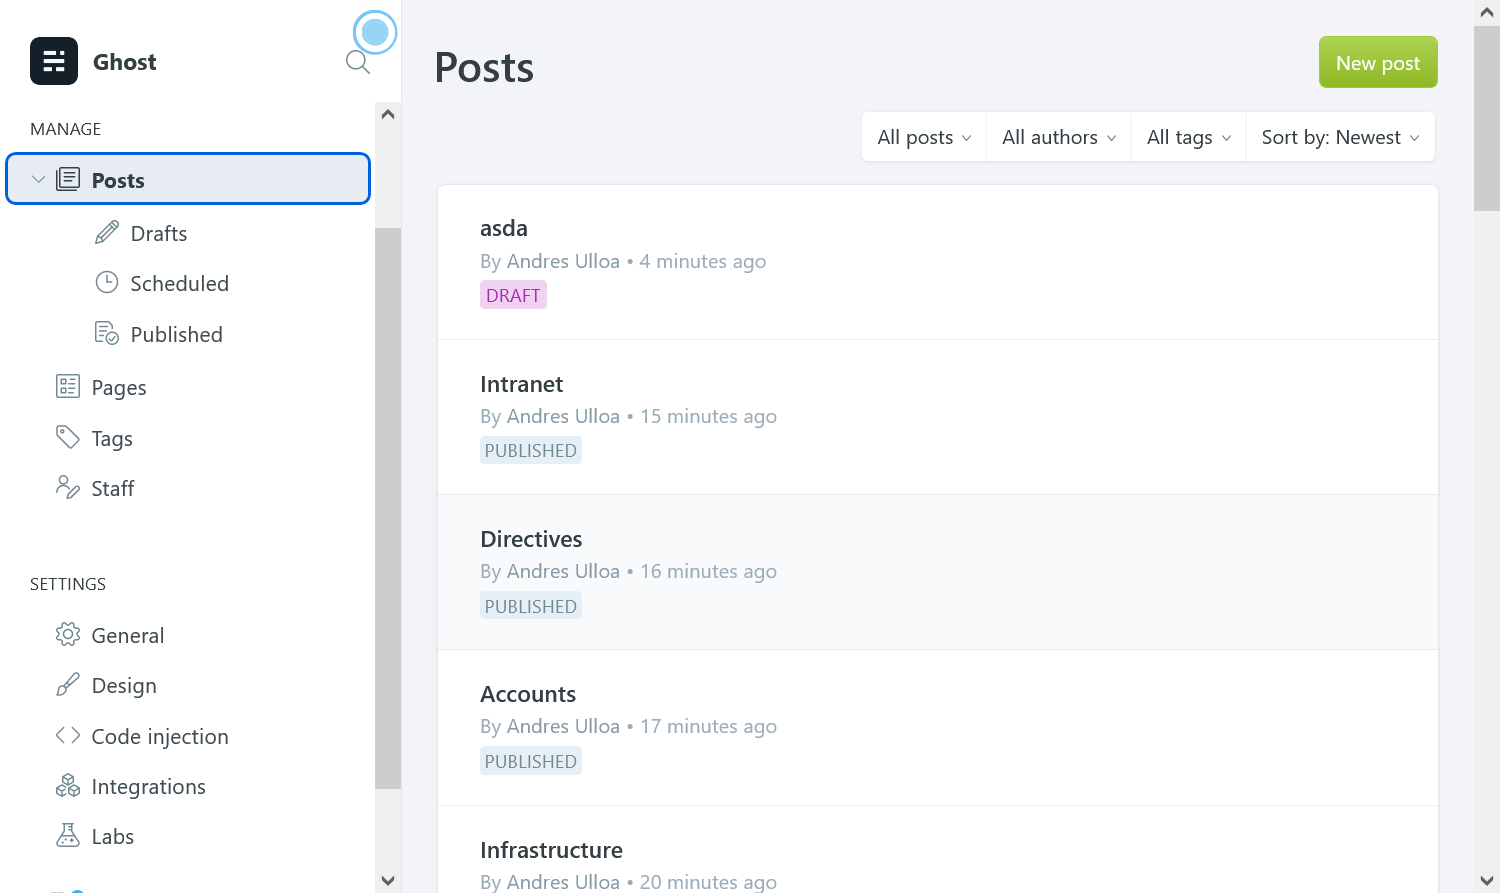 Ghost
MANAGE
Posts
Drafts
Scheduled
Published
Pages
Tags
Staff
SETTINGS
General
Design
Code injection
Integrations
Labs
Posts
New post
All posts
All authors
All tags
Sort by: Newest
asda
By Andres Ulloa • 4 minutes ago
DRAFT
Intranet
By Andres Ulloa • 15 minutes ago
PUBLISHED
Directives
By Andres Ulloa • 16 minutes ago
PUBLISHED
Accounts
By Andres Ulloa • 17 minutes ago
PUBLISHED
Infrastructure
By Andres Ulloa • 20 minutes ago